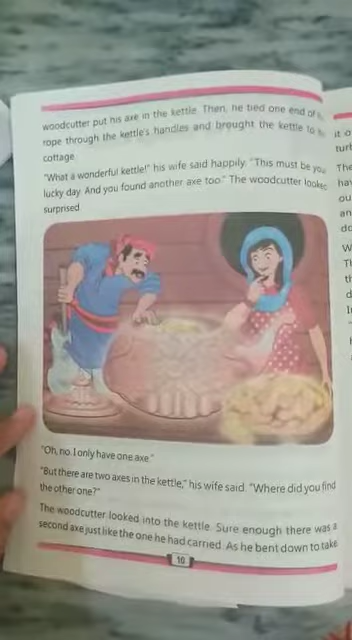 woodcutter put his axe in the kettle. Then, he tied one end of
rope through the kettle's handles and brought the kettle to
cottage.
"What a wonderful kettle!" his wife said happily. "This must be you
lucky day. And you found another axe too." The woodcutter looked
surprised.
"Oh, no. I only have one axe."
"But there are two axes in the kettle," his wife said. "Where did you find
the other one?"
The woodcutter looked into the kettle. Sure enough there was a
second axe just like the one he had carried. As he bent down to take
10